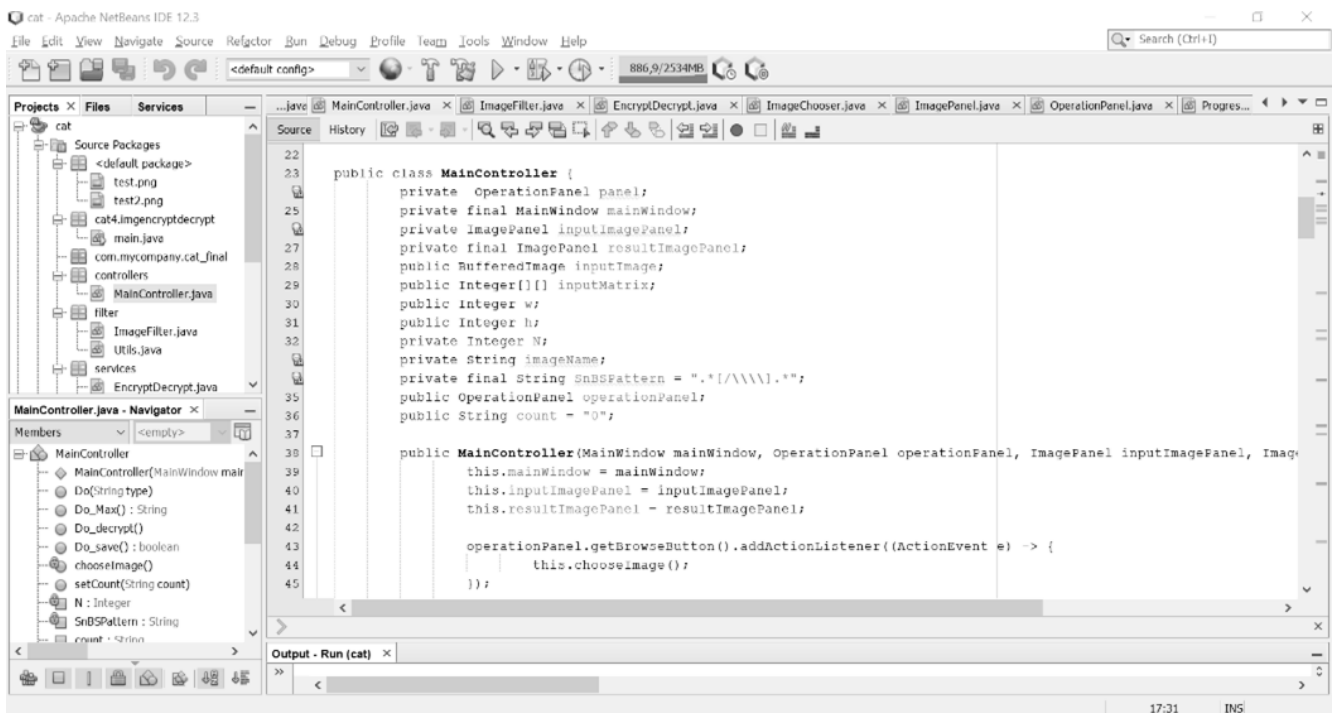 cat - Apache NetBeans IDE 12.3
File Edit View Navigate Source Refactor Run Debug Profile Team Tools Window Help
Search (Ctrl+I)
<default config>
886,9/2534MB
Projects Files Services
...java MainController.java ImageFilter.java EncryptDecrypt.java ImageChooser.java ImagePanel.java OperationPanel.java Progres...
Source History
cat
Source Packages
<default package>
test.png
test2.png
cat4.imgencryptdecrypt
main.java
com.mycompany.cat_final
controllers
MainController.java
filter
ImageFilter.java
Utils.java
services
EncryptDecrypt.java
MainController.java - Navigator
Members <empty>
MainController
MainController(MainWindow mair
Do(String type)
Do_Max() : String
Do_decrypt()
Do_save() : boolean
chooseImage()
setCount(String count)
N : Integer
SnBSPattern : String
count : String
22
23 public class MainController {
private OperationPanel panel;
25 private final MainWindow mainWindow;
private ImagePanel inputImagePanel;
27 private final ImagePanel resultImagePanel;
28 public BufferedImage inputImage;
29 public Integer[][] inputMatrix;
30 public Integer w;
31 public Integer h;
32 private Integer N;
private String imageName;
private final String SnBSPattern = ".*[/\\\\].*";
35 public OperationPanel operationPanel;
36 public String count = "0";
37
38 public MainController(MainWindow mainWindow, OperationPanel operationPanel, ImagePanel inputImagePanel, Imag
39 this.mainWindow = mainWindow;
40 this.inputImagePanel = inputImagePanel;
41 this.resultImagePanel = resultImagePanel;
42
43 operationPanel.getBrowseButton().addActionListener((ActionEvent e) -> {
44 this.chooseImage();
45 });
Output - Run (cat)
17:31 INS